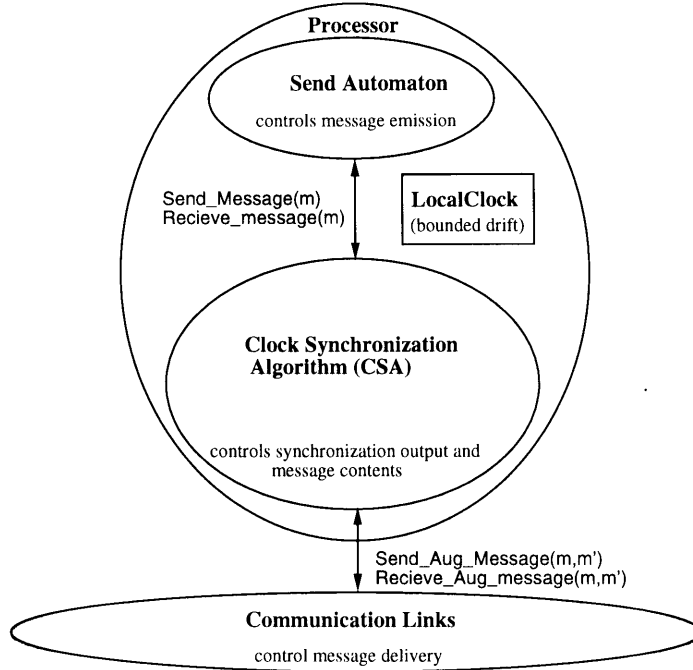 Processor
Send Automaton
controls message emission
Send_Message(m)
Recieve_message(m)
LocalClock
(bounded drift)
Clock Synchronization
Algorithm (CSA)
controls synchronization output and
message contents
Send_Aug_Message(m,m')
Recieve_Aug_message(m,m')
Communication Links
control message delivery